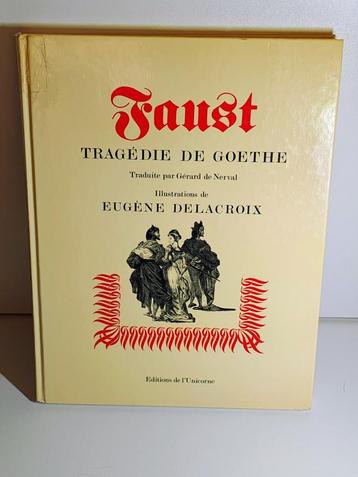 Faust
TRAGÉDIE DE GOETHE
Traduite par Gérard de Nerval
Illustrations de
EUGÈNE DELACROIX
Editions de l'Unicorne